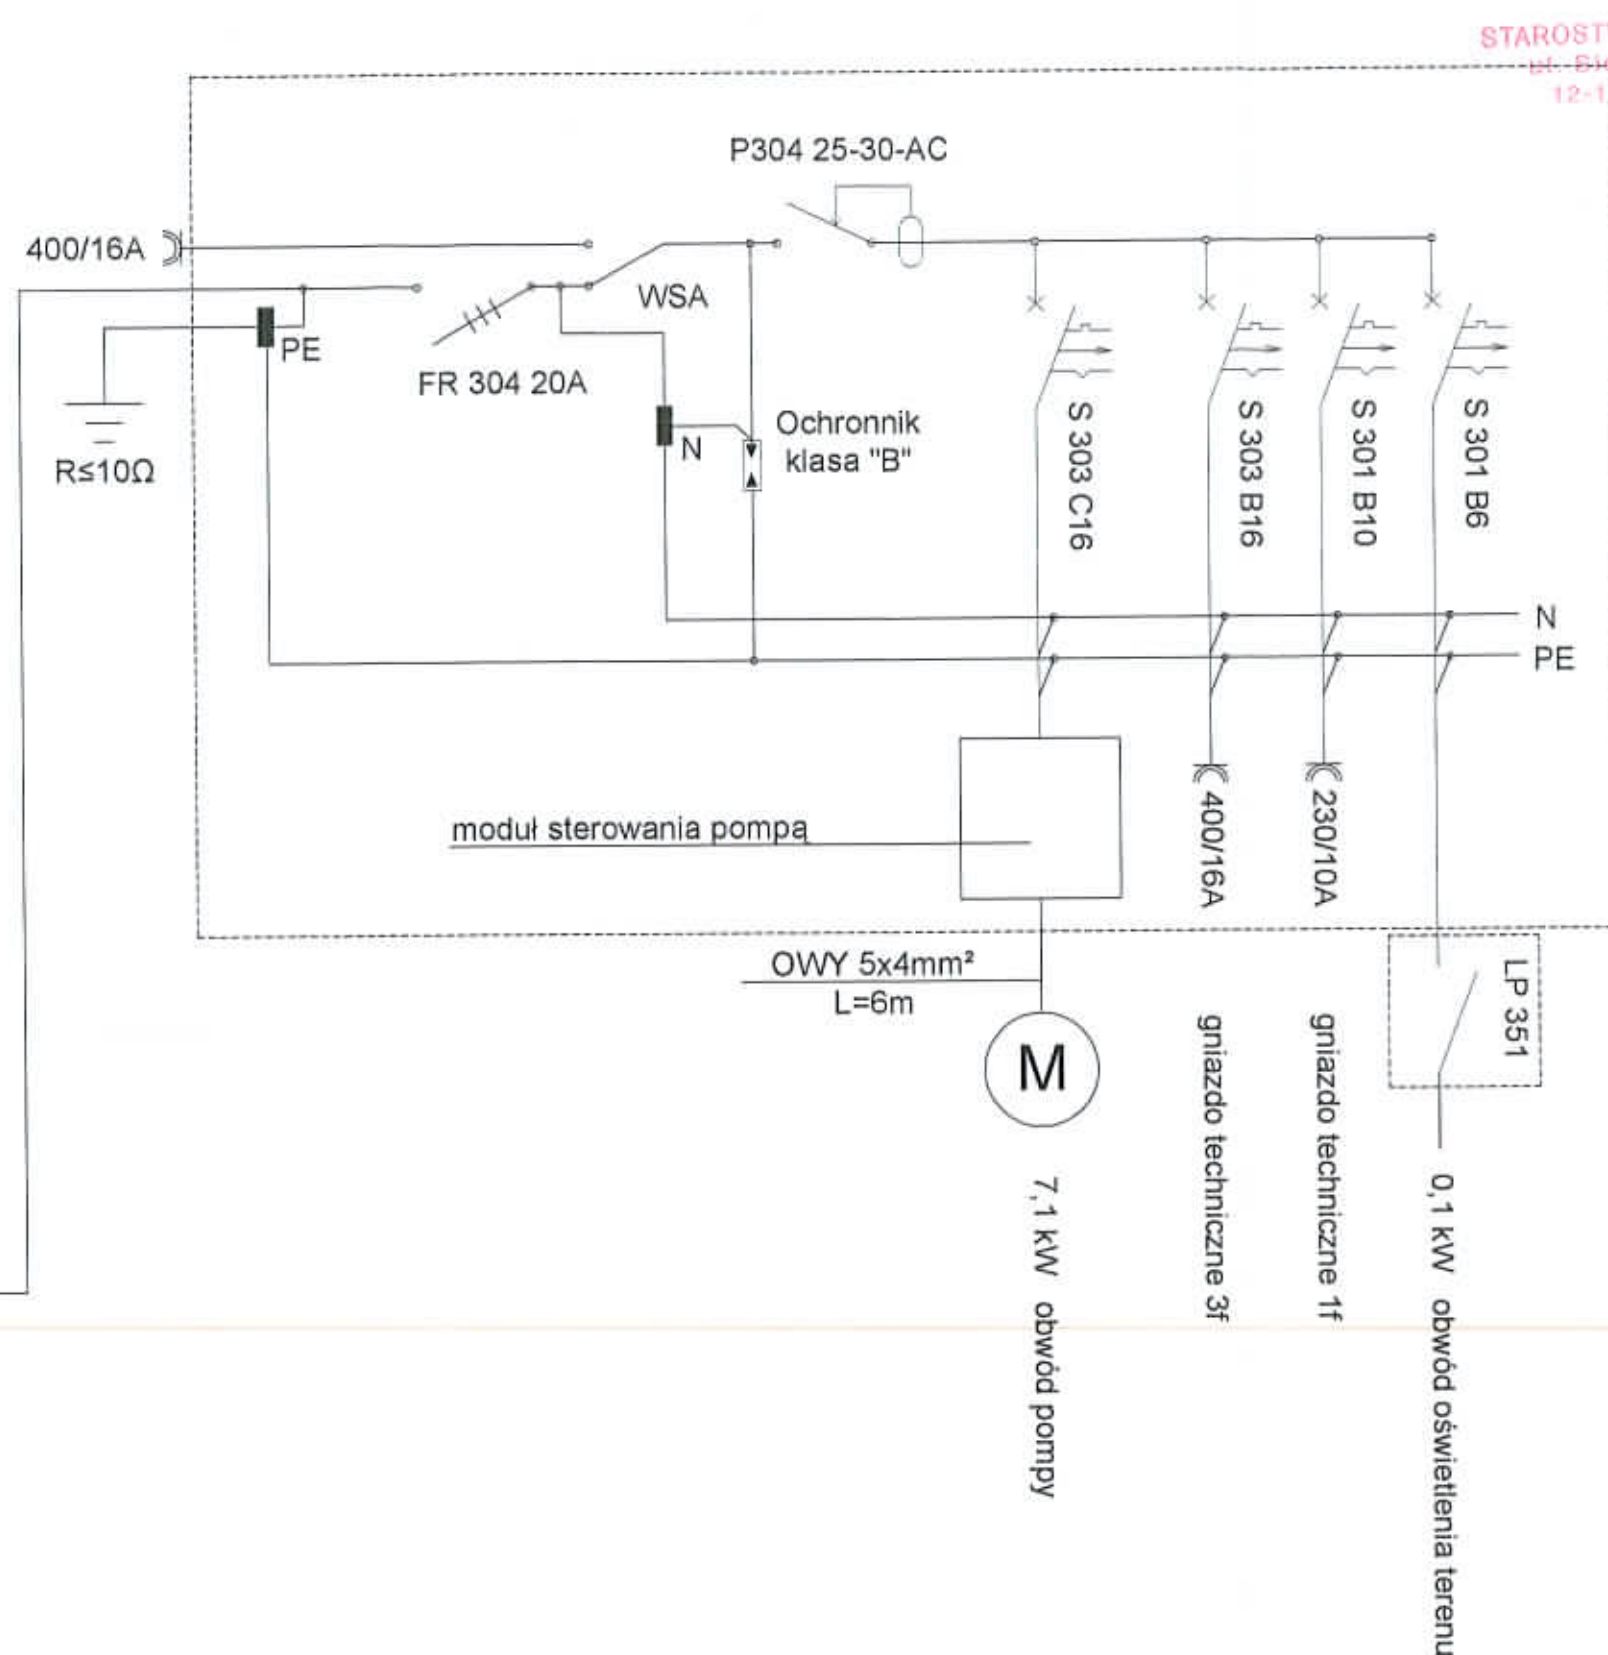 STAROST
12-1
P304 25-30-AC
400/16A
WSA
PE
FR 304 20A
R≤10Ω
N
Ochronnik
klasa "B"
S 303 C16
S 303 B16
S 301 B10
S 301 B6
N
PE
moduł sterowania pompą
400/16A
230/10A
OWY 5x4mm²
L=6m
LP 351
M
gniazdo techniczne 3f
gniazdo techniczne 1f
7,1 kW obwód pompy
0,1 kW obwód oświetlenia terenu